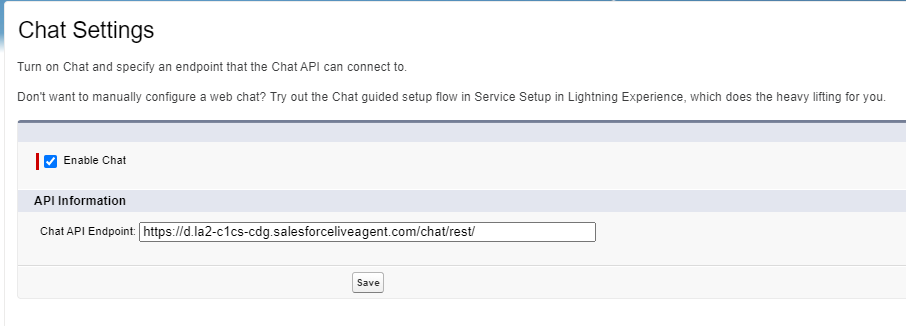 Chat Settings
Turn on Chat and specify an endpoint that the Chat API can connect to.
Don't want to manually configure a web chat? Try out the Chat guided setup flow in Service Setup in Lightning Experience, which does the heavy lifting for you.
Enable Chat
API Information
Chat API Endpoint: https://d.la2-c1cs-cdg.salesforceliveagent.com/chat/rest/
Save